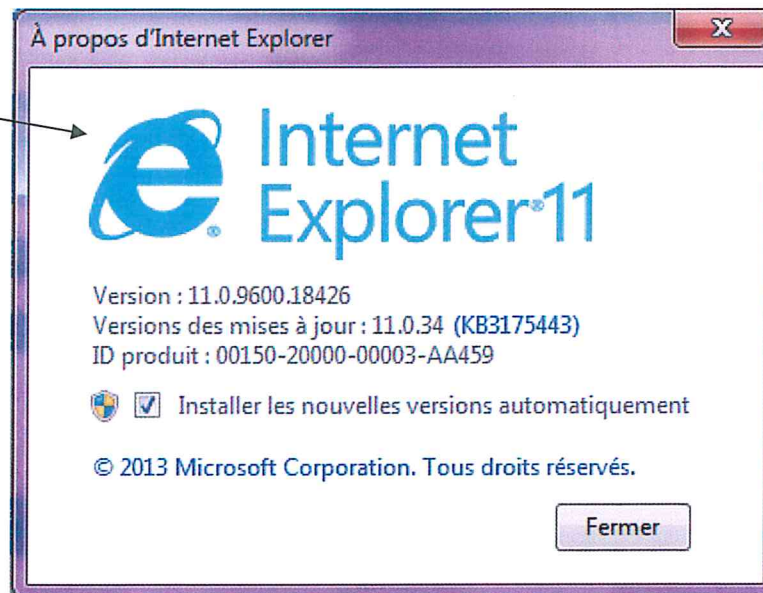 À propos d'Internet Explorer
Internet
Explorer®11
Version : 11.0.9600.18426
Versions des mises à jour : 11.0.34 (KB3175443)
ID produit : 00150-20000-00003-AA459
Installer les nouvelles versions automatiquement
© 2013 Microsoft Corporation. Tous droits réservés.
Fermer